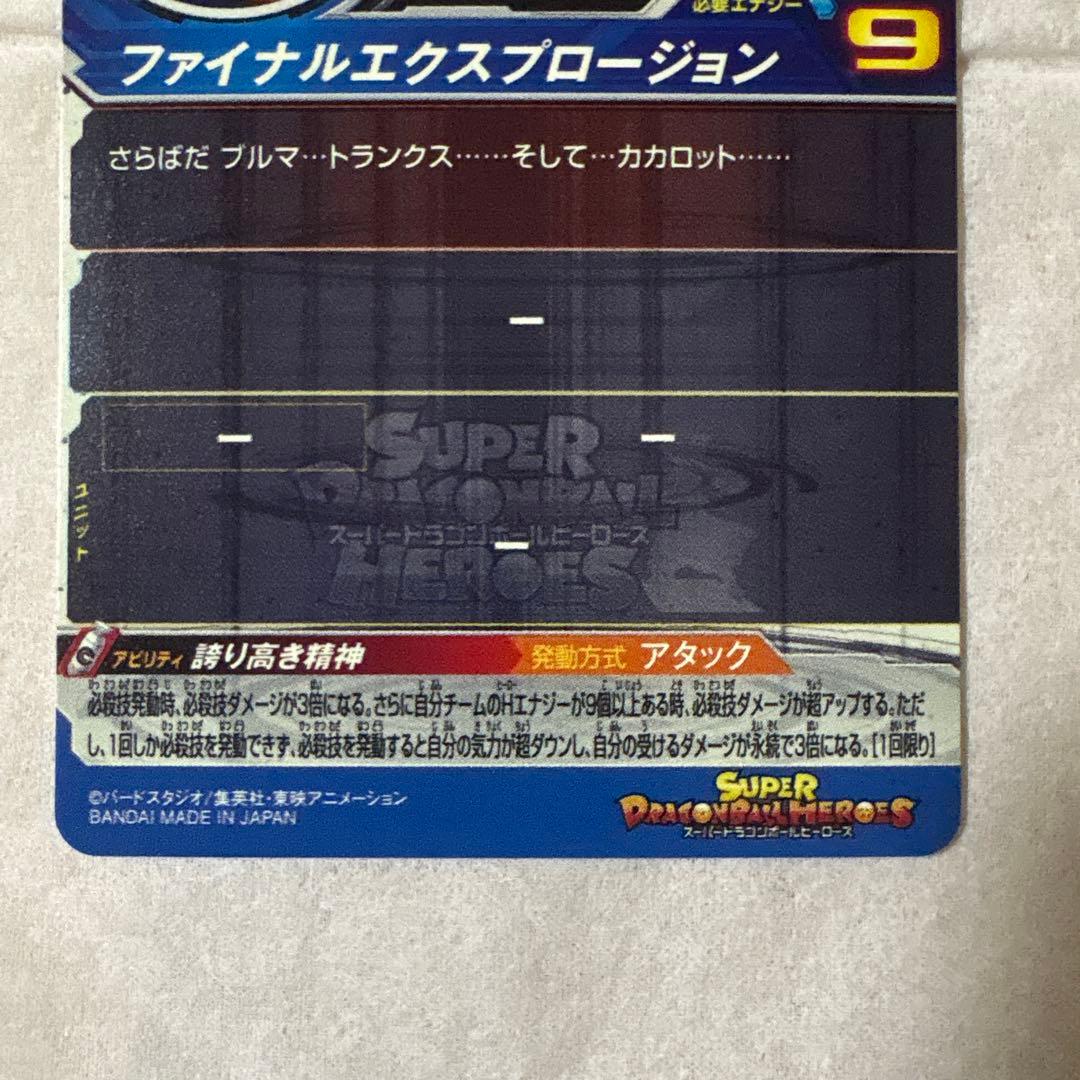 必要エナジー
9
ファイナルエクスプロージョン
さらばだ ブルマ…トランクス……そして…カカロット……
ー
ー ー
SUPER
DRAGONBALL
スーパードラゴンボールヒーローズ
HEROES
ー
ユニット
アビリティ 誇り高き精神 発動方式 アタック
必殺技発動時、必殺技ダメージが3倍になる。さらに自分チームのHエナジーが9個以上ある時、必殺技ダメージが超アップする。ただ
し、1回しか必殺技を発動できず、必殺技を発動すると自分の気力が超ダウンし、自分の受けるダメージが永続で3倍になる。[1回限り]
©バードスタジオ/集英社・東映アニメーション
BANDAI MADE IN JAPAN
SUPER
DRAGONBALL HEROES
スーパードラゴンボールヒーローズ